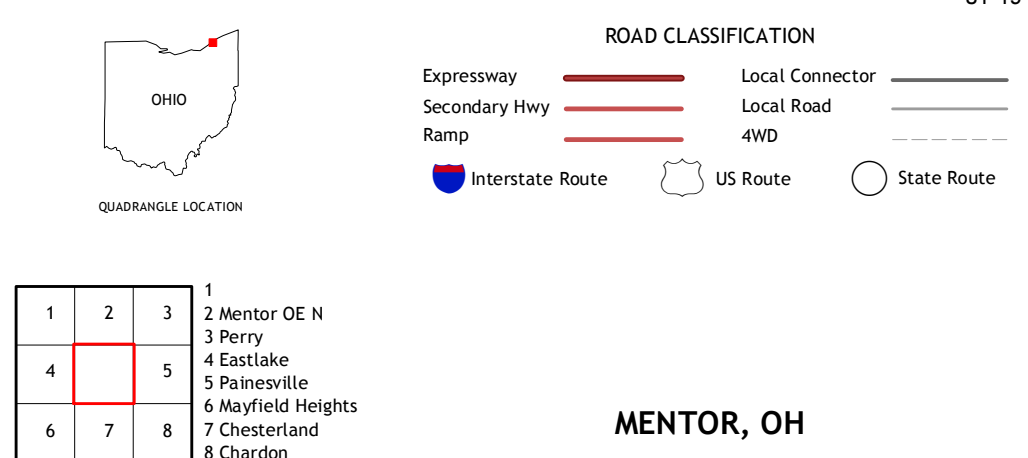 ROAD CLASSIFICATION
Expressway
Local Connector
Secondary Hwy
Local Road
Ramp
4WD
Interstate Route
US Route
State Route
OHIO
QUADRANGLE LOCATION
1 2 3
4 5
6 7 8
1
2 Mentor OE N
3 Perry
4 Eastlake
5 Painesville
6 Mayfield Heights
7 Chesterland
8 Chardon
MENTOR, OH